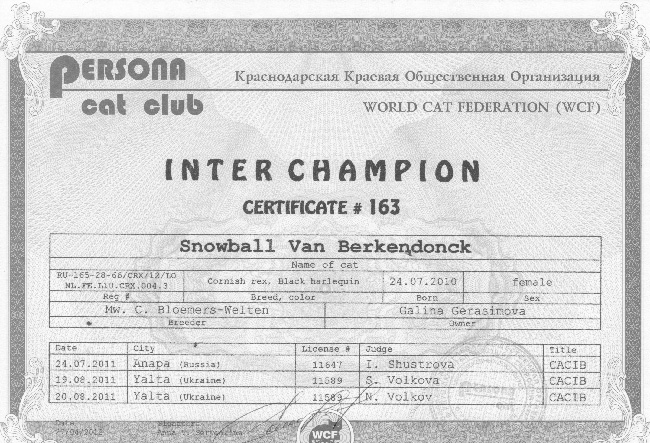 PERSONA
cat club
Краснодарская Краевая Общественная Организация
WORLD CAT FEDERATION (WCF)
INTER CHAMPION
CERTIFICATE # 163
Snowball Van Berkendonck
Name of cat
RU-165-28-66/CRX/12/LO
NL.FE.LIU.CRX.004.3
Cornish rex, Black harlequin 24.07.2010 female
Reg # Breed, color Born Sex
Mw. C. Bloemers-Welten Galina Gerasimova
Breeder Owner
Date City License # Judge Title
24.07.2011 Anapa (Russia) 11647 I. Shustrova CACIB
19.08.2011 Yalta (Ukraine) 11589 S. Volkova CACIB
20.08.2011 Yalta (Ukraine) 11589 N. Volkov CACIB
Date
WCF